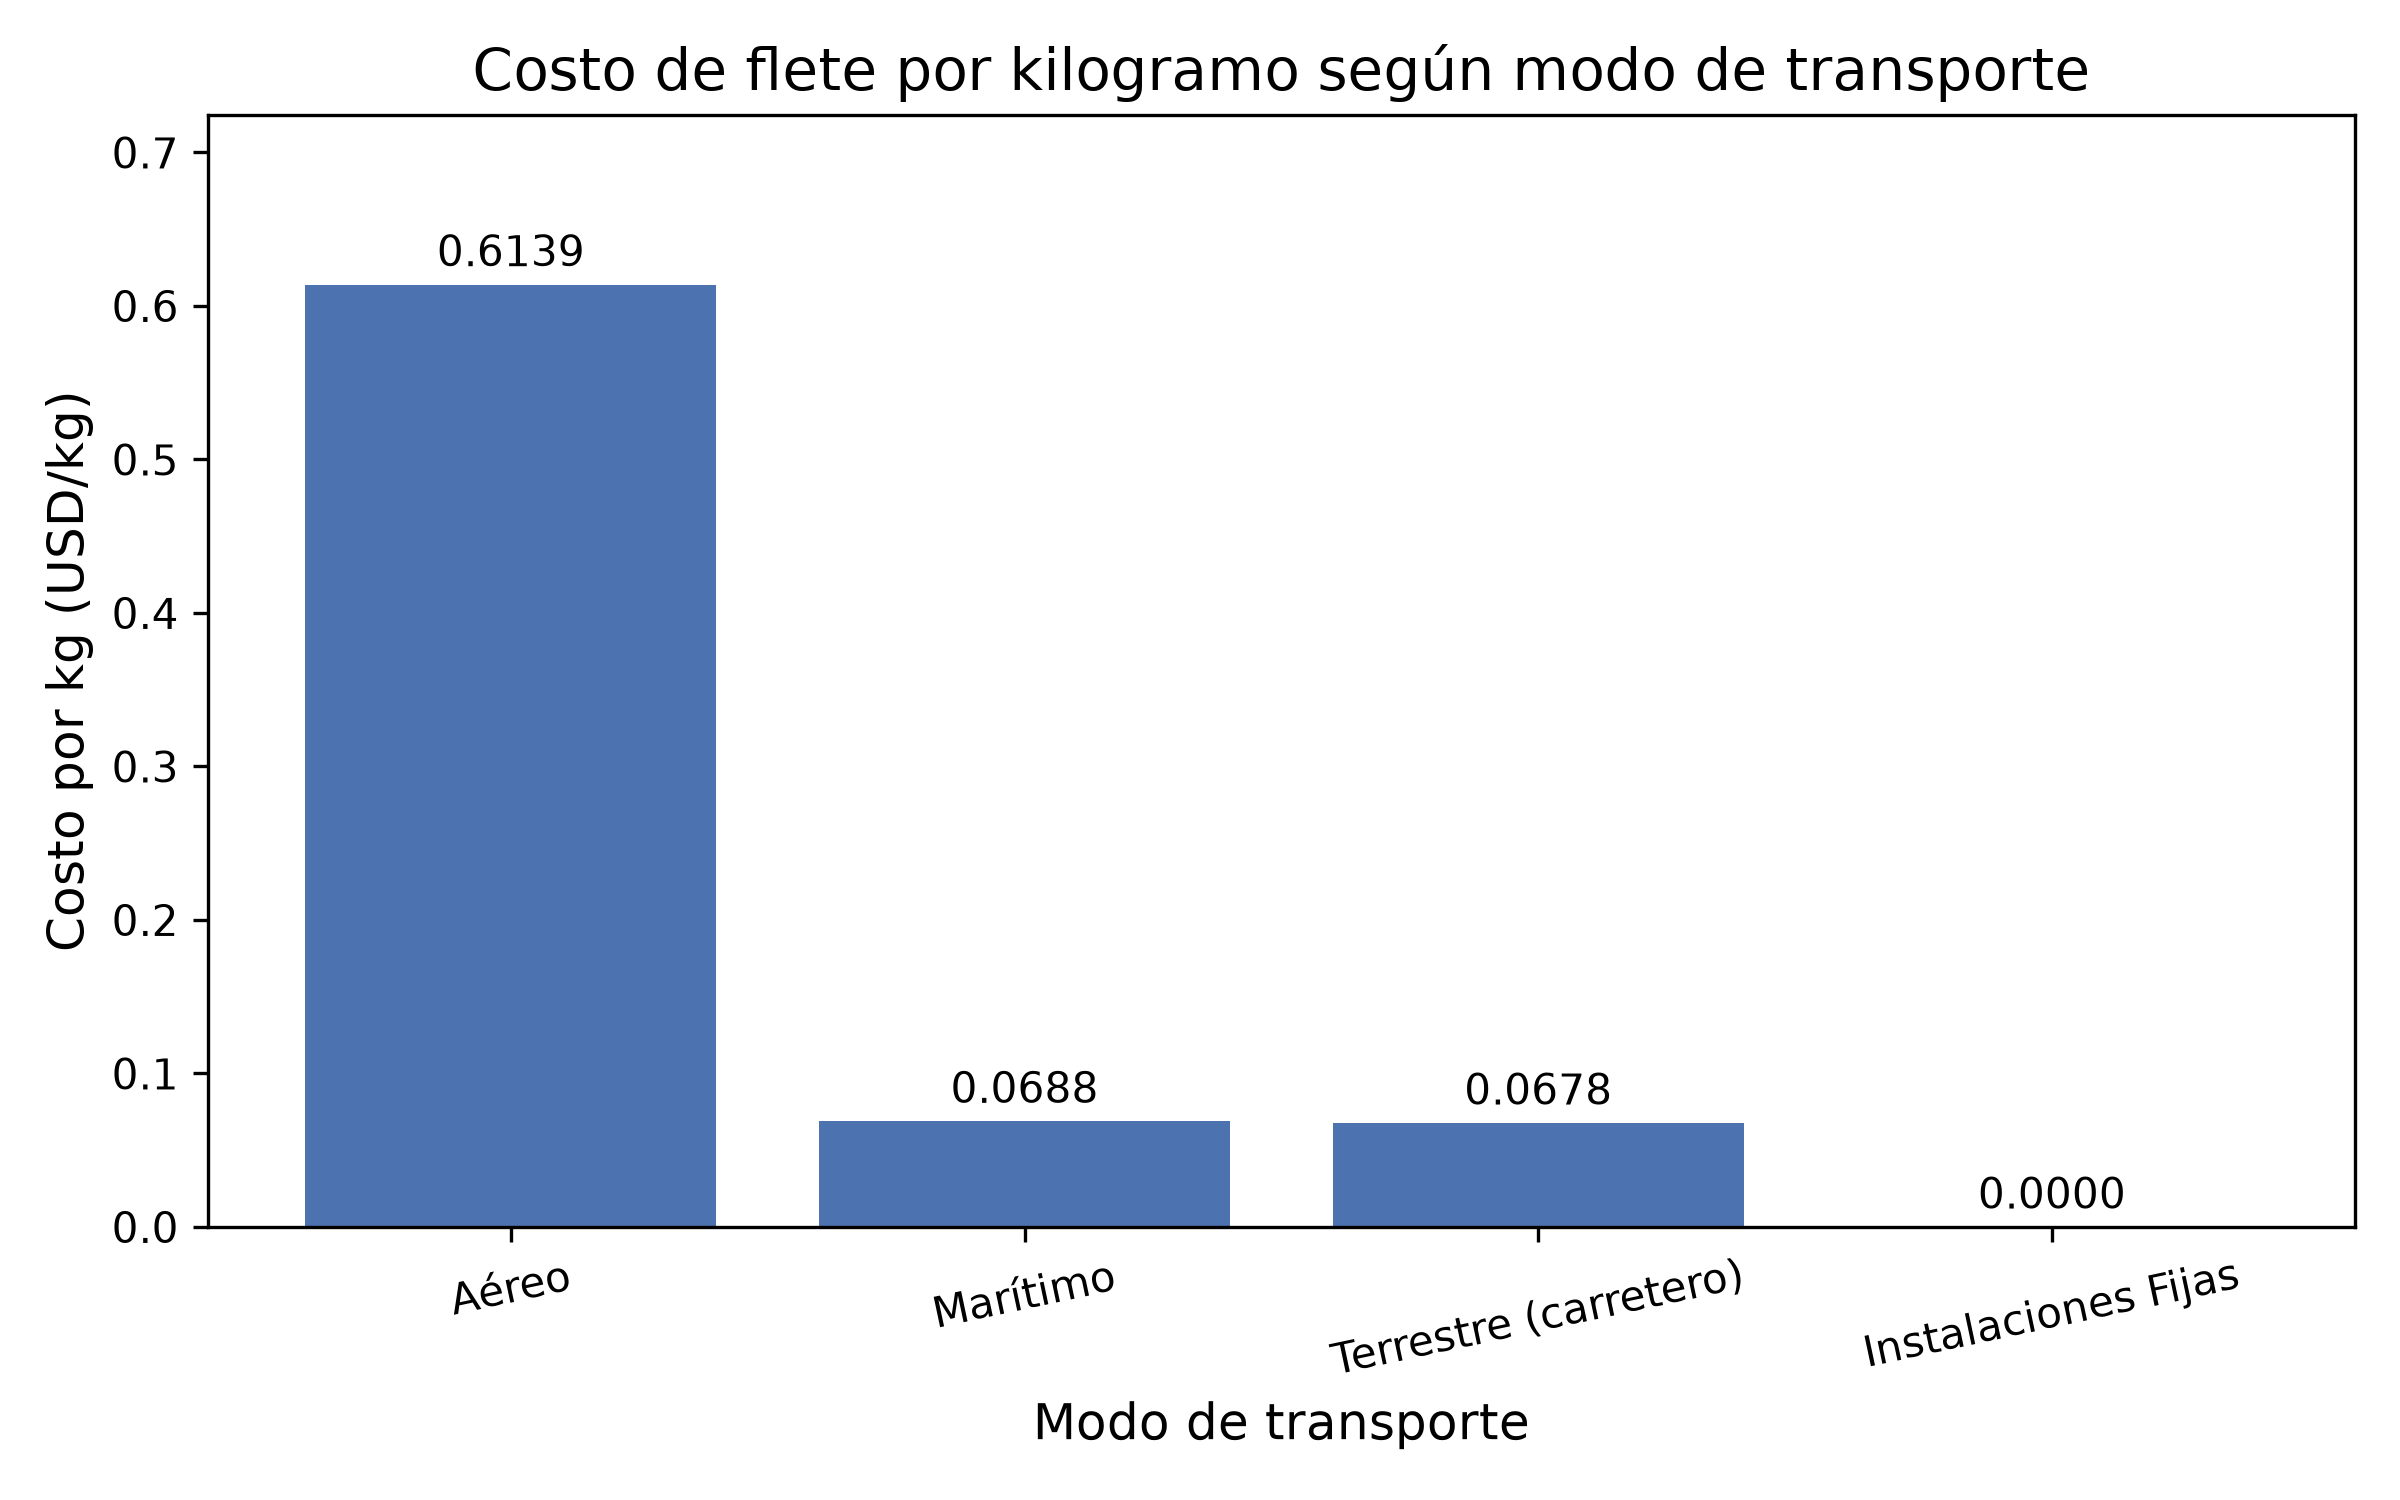 Costo de flete por kilogramo según modo de transporte
Costo por kg (USD/kg)
0.7
0.6
0.5
0.4
0.3
0.2
0.1
0.0
0.6139
0.0688
0.0678
0.0000
Aéreo
Marítimo
Terrestre (carretero)
Instalaciones Fijas
Modo de transporte